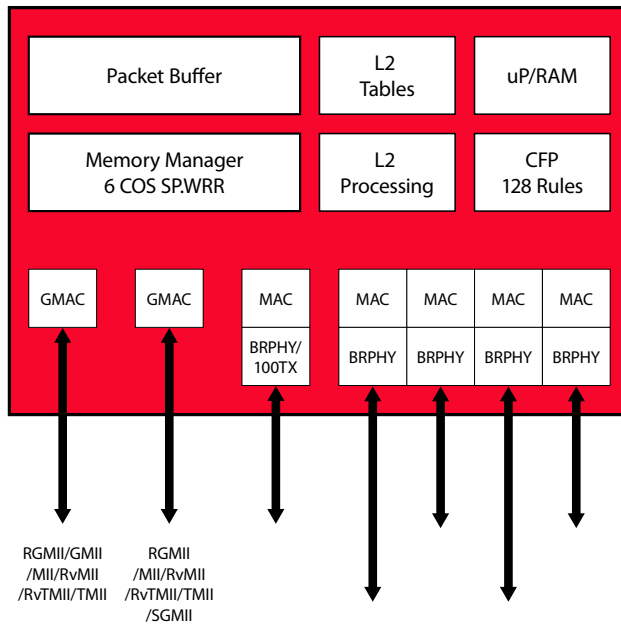 Packet Buffer
L2
Tables
uP/RAM
Memory Manager
6 COS SP.WRR
L2
Processing
CFP
128 Rules
GMAC
GMAC
MAC
MAC
MAC
MAC
MAC
BRPHY/
100TX
BRPHY
BRPHY
BRPHY
BRPHY
RGMII/GMII
/MII/RvMII
/RvTMII/TMII
RGMII
/MII/RvMII
/RvTMII/TMII
/SGMII